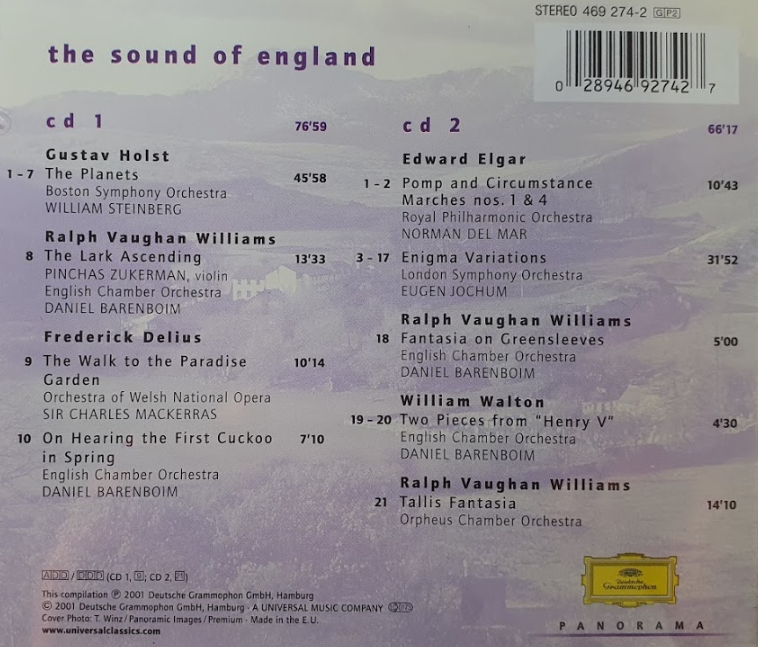 STEREO 469 274-2 GP2
0 28946 92742 7
the sound of england
cd 1 76'59
Gustav Holst
1 - 7 The Planets 45'58
Boston Symphony Orchestra
WILLIAM STEINBERG
Ralph Vaughan Williams
8 The Lark Ascending 13'33
PINCHAS ZUKERMAN, violin
English Chamber Orchestra
DANIEL BARENBOIM
Frederick Delius
9 The Walk to the Paradise 10'14
Garden
Orchestra of Welsh National Opera
SIR CHARLES MACKERRAS
10 On Hearing the First Cuckoo 7'10
in Spring
English Chamber Orchestra
DANIEL BARENBOIM
cd 2 66'17
Edward Elgar
1 - 2 Pomp and Circumstance 10'43
Marches nos. 1 & 4
Royal Philharmonic Orchestra
NORMAN DEL MAR
3 - 17 Enigma Variations 31'52
London Symphony Orchestra
EUGEN JOCHUM
Ralph Vaughan Williams
18 Fantasia on Greensleeves 5'00
English Chamber Orchestra
DANIEL BARENBOIM
William Walton
19 - 20 Two Pieces from "Henry V" 4'30
English Chamber Orchestra
DANIEL BARENBOIM
Ralph Vaughan Williams
21 Tallis Fantasia 14'10
Orpheus Chamber Orchestra
ADD / DDD (CD 1, 9; CD 2, 21)
This compilation ℗ 2001 Deutsche Grammophon GmbH, Hamburg
© 2001 Deutsche Grammophon GmbH, Hamburg · A UNIVERSAL MUSIC COMPANY
Cover Photo: T. Winz / Panoramic Images / Premium · Made in the E.U.
www.universalclassics.com
Deutsche
Grammophon
PANORAMA